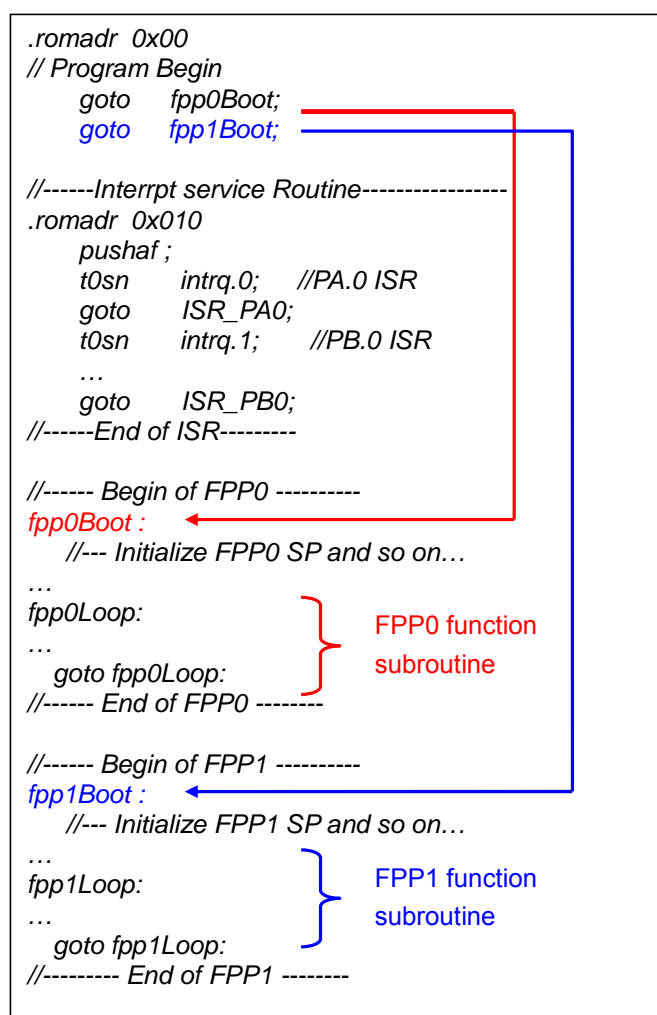 .romadr 0x00
// Program Begin
goto fpp0Boot;
goto fpp1Boot;
//------Interrpt service Routine-----------------
.romadr 0x010
pushaf ;
t0sn intrq.0; //PA.0 ISR
goto ISR_PA0;
t0sn intrq.1; //PB.0 ISR
…
goto ISR_PB0;
//------End of ISR---------
//------ Begin of FPP0 ----------
fpp0Boot :
//--- Initialize FPP0 SP and so on…
…
fpp0Loop:
…
goto fpp0Loop:
FPP0 function
subroutine
//------ End of FPP0 --------
//------ Begin of FPP1 ----------
fpp1Boot :
//--- Initialize FPP1 SP and so on…
…
fpp1Loop:
…
goto fpp1Loop:
FPP1 function
subroutine
//--------- End of FPP1 --------